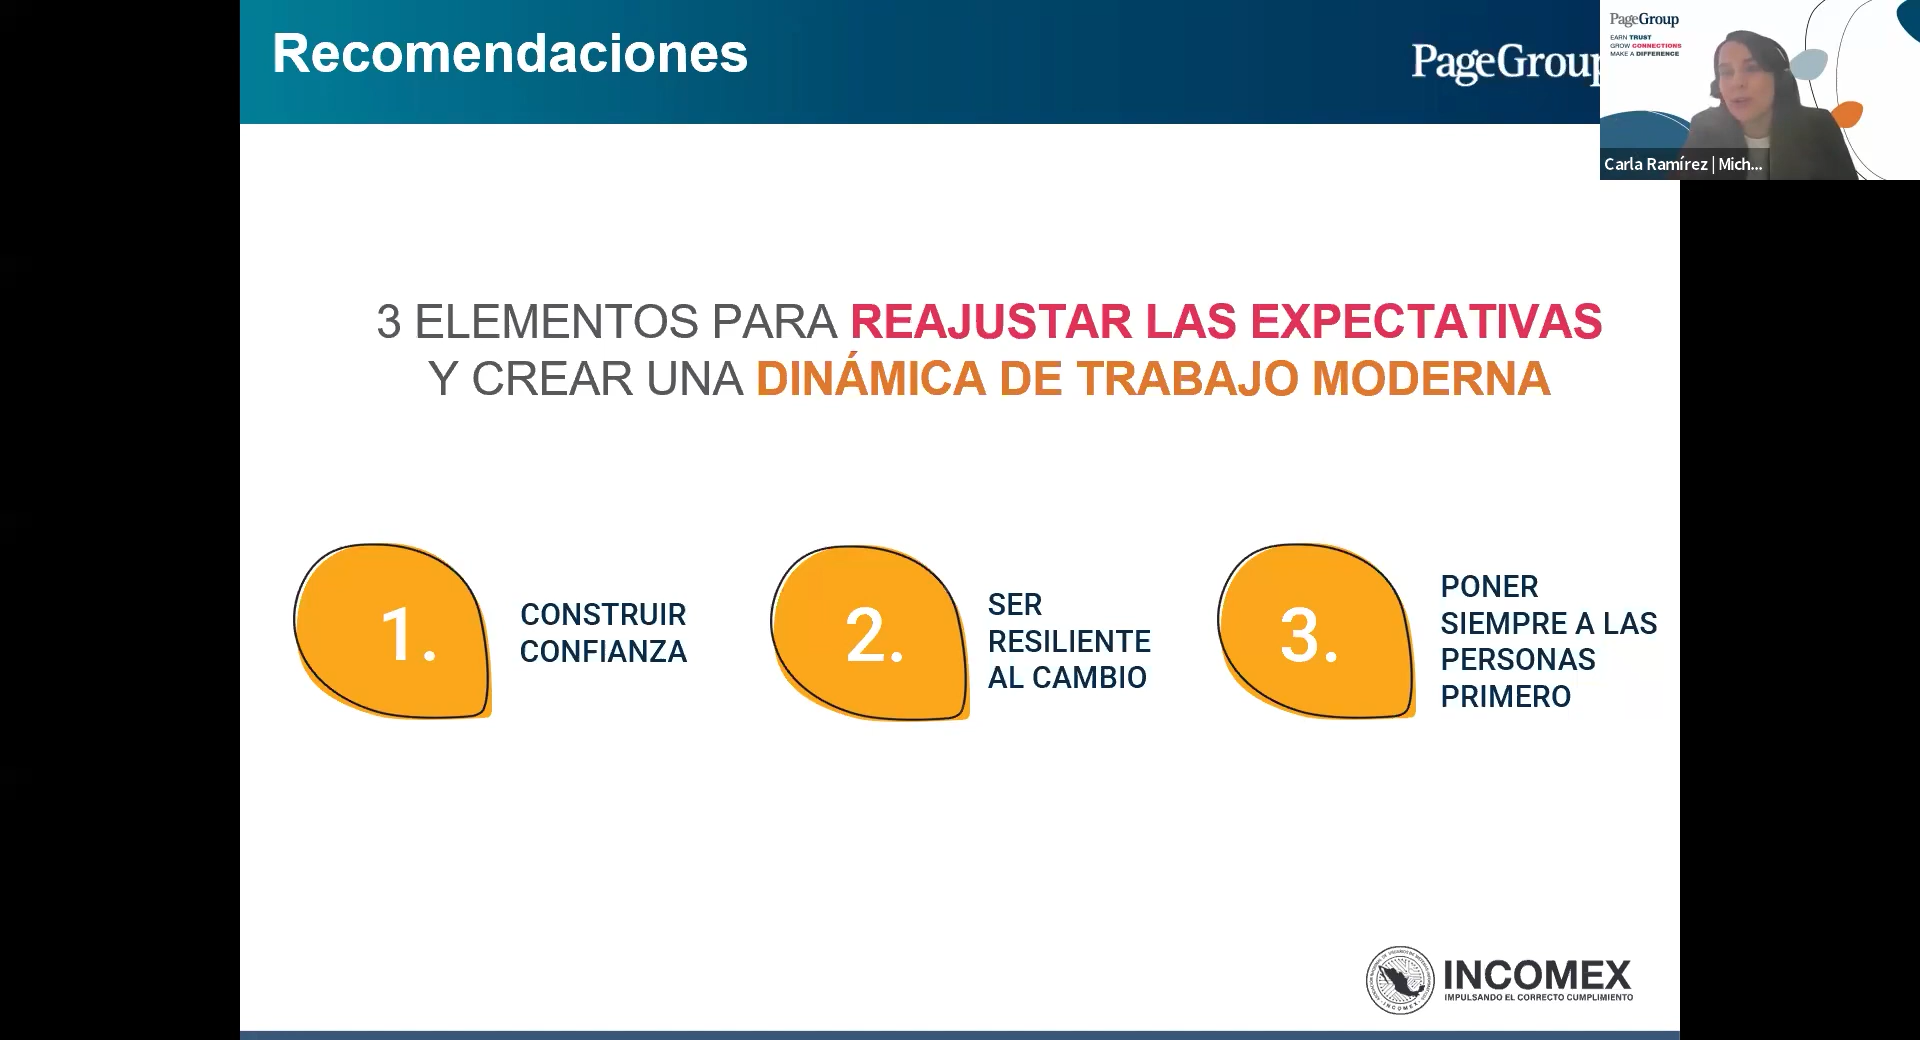 Recomendaciones
PageGroup
PageGroup
EARN TRUST
GROW CONNECTIONS
MAKE A DIFFERENCE
Carla Ramírez | Mich...
3 ELEMENTOS PARA REAJUSTAR LAS EXPECTATIVAS
Y CREAR UNA DINÁMICA DE TRABAJO MODERNA
1.
CONSTRUIR
CONFIANZA
2.
SER
RESILIENTE
AL CAMBIO
3.
PONER
SIEMPRE A LAS
PERSONAS
PRIMERO
INCOMEX
IMPULSANDO EL CORRECTO CUMPLIMIENTO